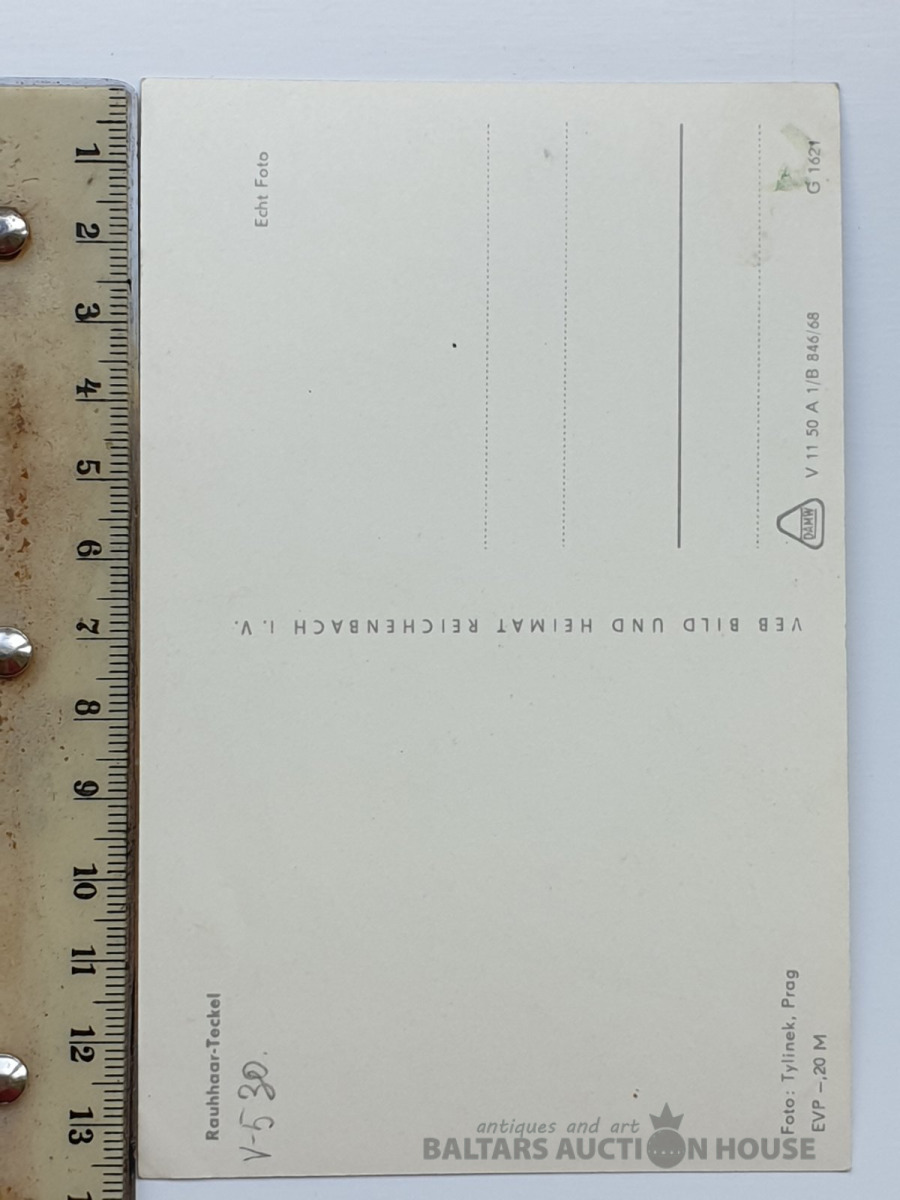 Rauhhaar-Teckel
V-5 30.
Echt Foto
VEB BILD UND HEIMAT REICHENBACH I. V.
Foto: Tylinek, Prag
EVP –,20 M
DAMW
V 11 50 A 1/B 846/68
G 1621
1
2
3
4
5
6
7
8
9
10
11
12
13
antiques and art
BALTARS AUCTION HOUSE